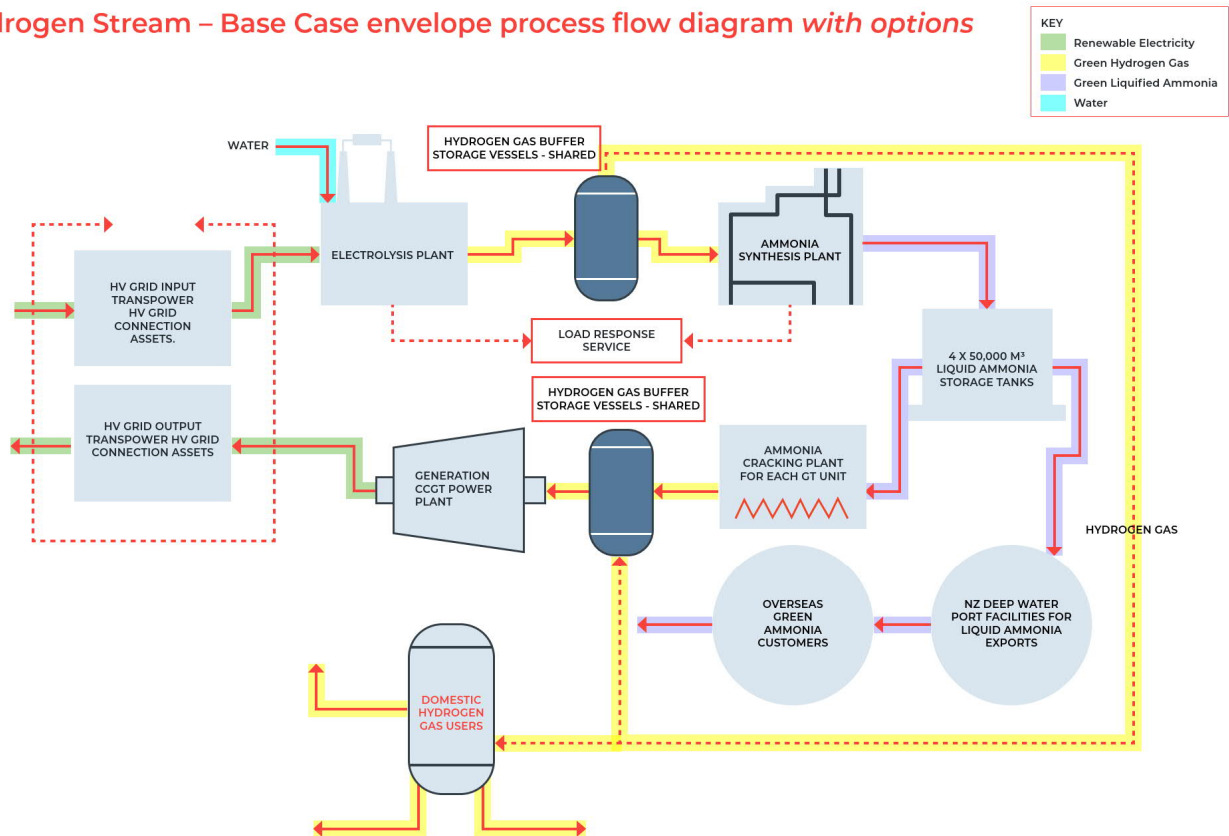 drogen Stream – Base Case envelope process flow diagram with options
KEY
Renewable Electricity
Green Hydrogen Gas
Green Liquified Ammonia
Water
WATER
HYDROGEN GAS BUFFER
STORAGE VESSELS - SHARED
ELECTROLYSIS PLANT
AMMONIA
SYNTHESIS PLANT
HV GRID INPUT
TRANSPOWER
HV GRID
CONNECTION
ASSETS.
LOAD RESPONSE
SERVICE
4 X 50,000 M³
LIQUID AMMONIA
STORAGE TANKS
HYDROGEN GAS BUFFER
STORAGE VESSELS - SHARED
HV GRID OUTPUT
TRANSPOWER HV GRID
CONNECTION ASSETS
GENERATION
CCGT POWER
PLANT
AMMONIA
CRACKING PLANT
FOR EACH GT UNIT
HYDROGEN GAS
OVERSEAS
GREEN
AMMONIA
CUSTOMERS
NZ DEEP WATER
PORT FACILITIES FOR
LIQUID AMMONIA
EXPORTS
DOMESTIC
HYDROGEN
GAS USERS